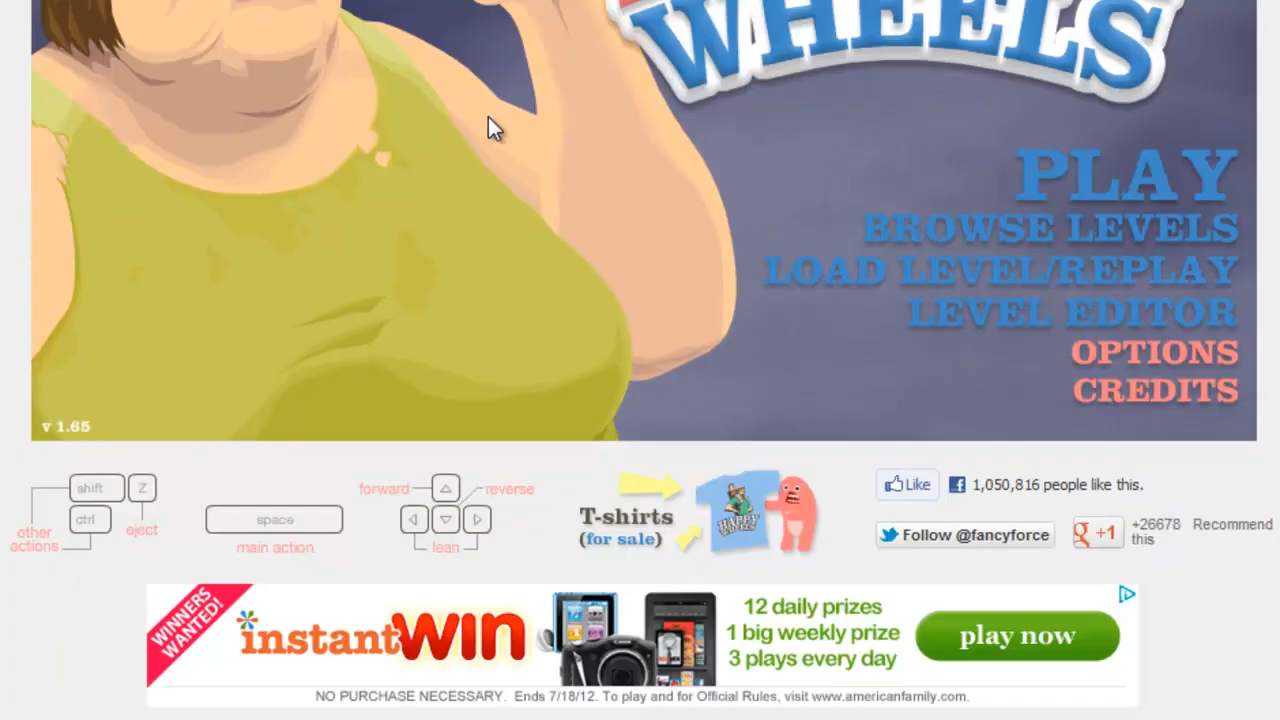 WHEELS
PLAY
BROWSE LEVELS
LOAD LEVEL/REPLAY
LEVEL EDITOR
OPTIONS
CREDITS
v 1.65
shift
Z
ctrl
other
actions
eject
space
main action
forward
reverse
lean
T-shirts
(for sale)
HAPPY
Like
1,050,816 people like this.
Follow @fancyforce
+1
+26678 Recommend
this
WINNERS
WANTED!
instantWIN
12 daily prizes
1 big weekly prize
3 plays every day
play now
NO PURCHASE NECESSARY. Ends 7/18/12. To play and for Official Rules, visit www.americanfamily.com.